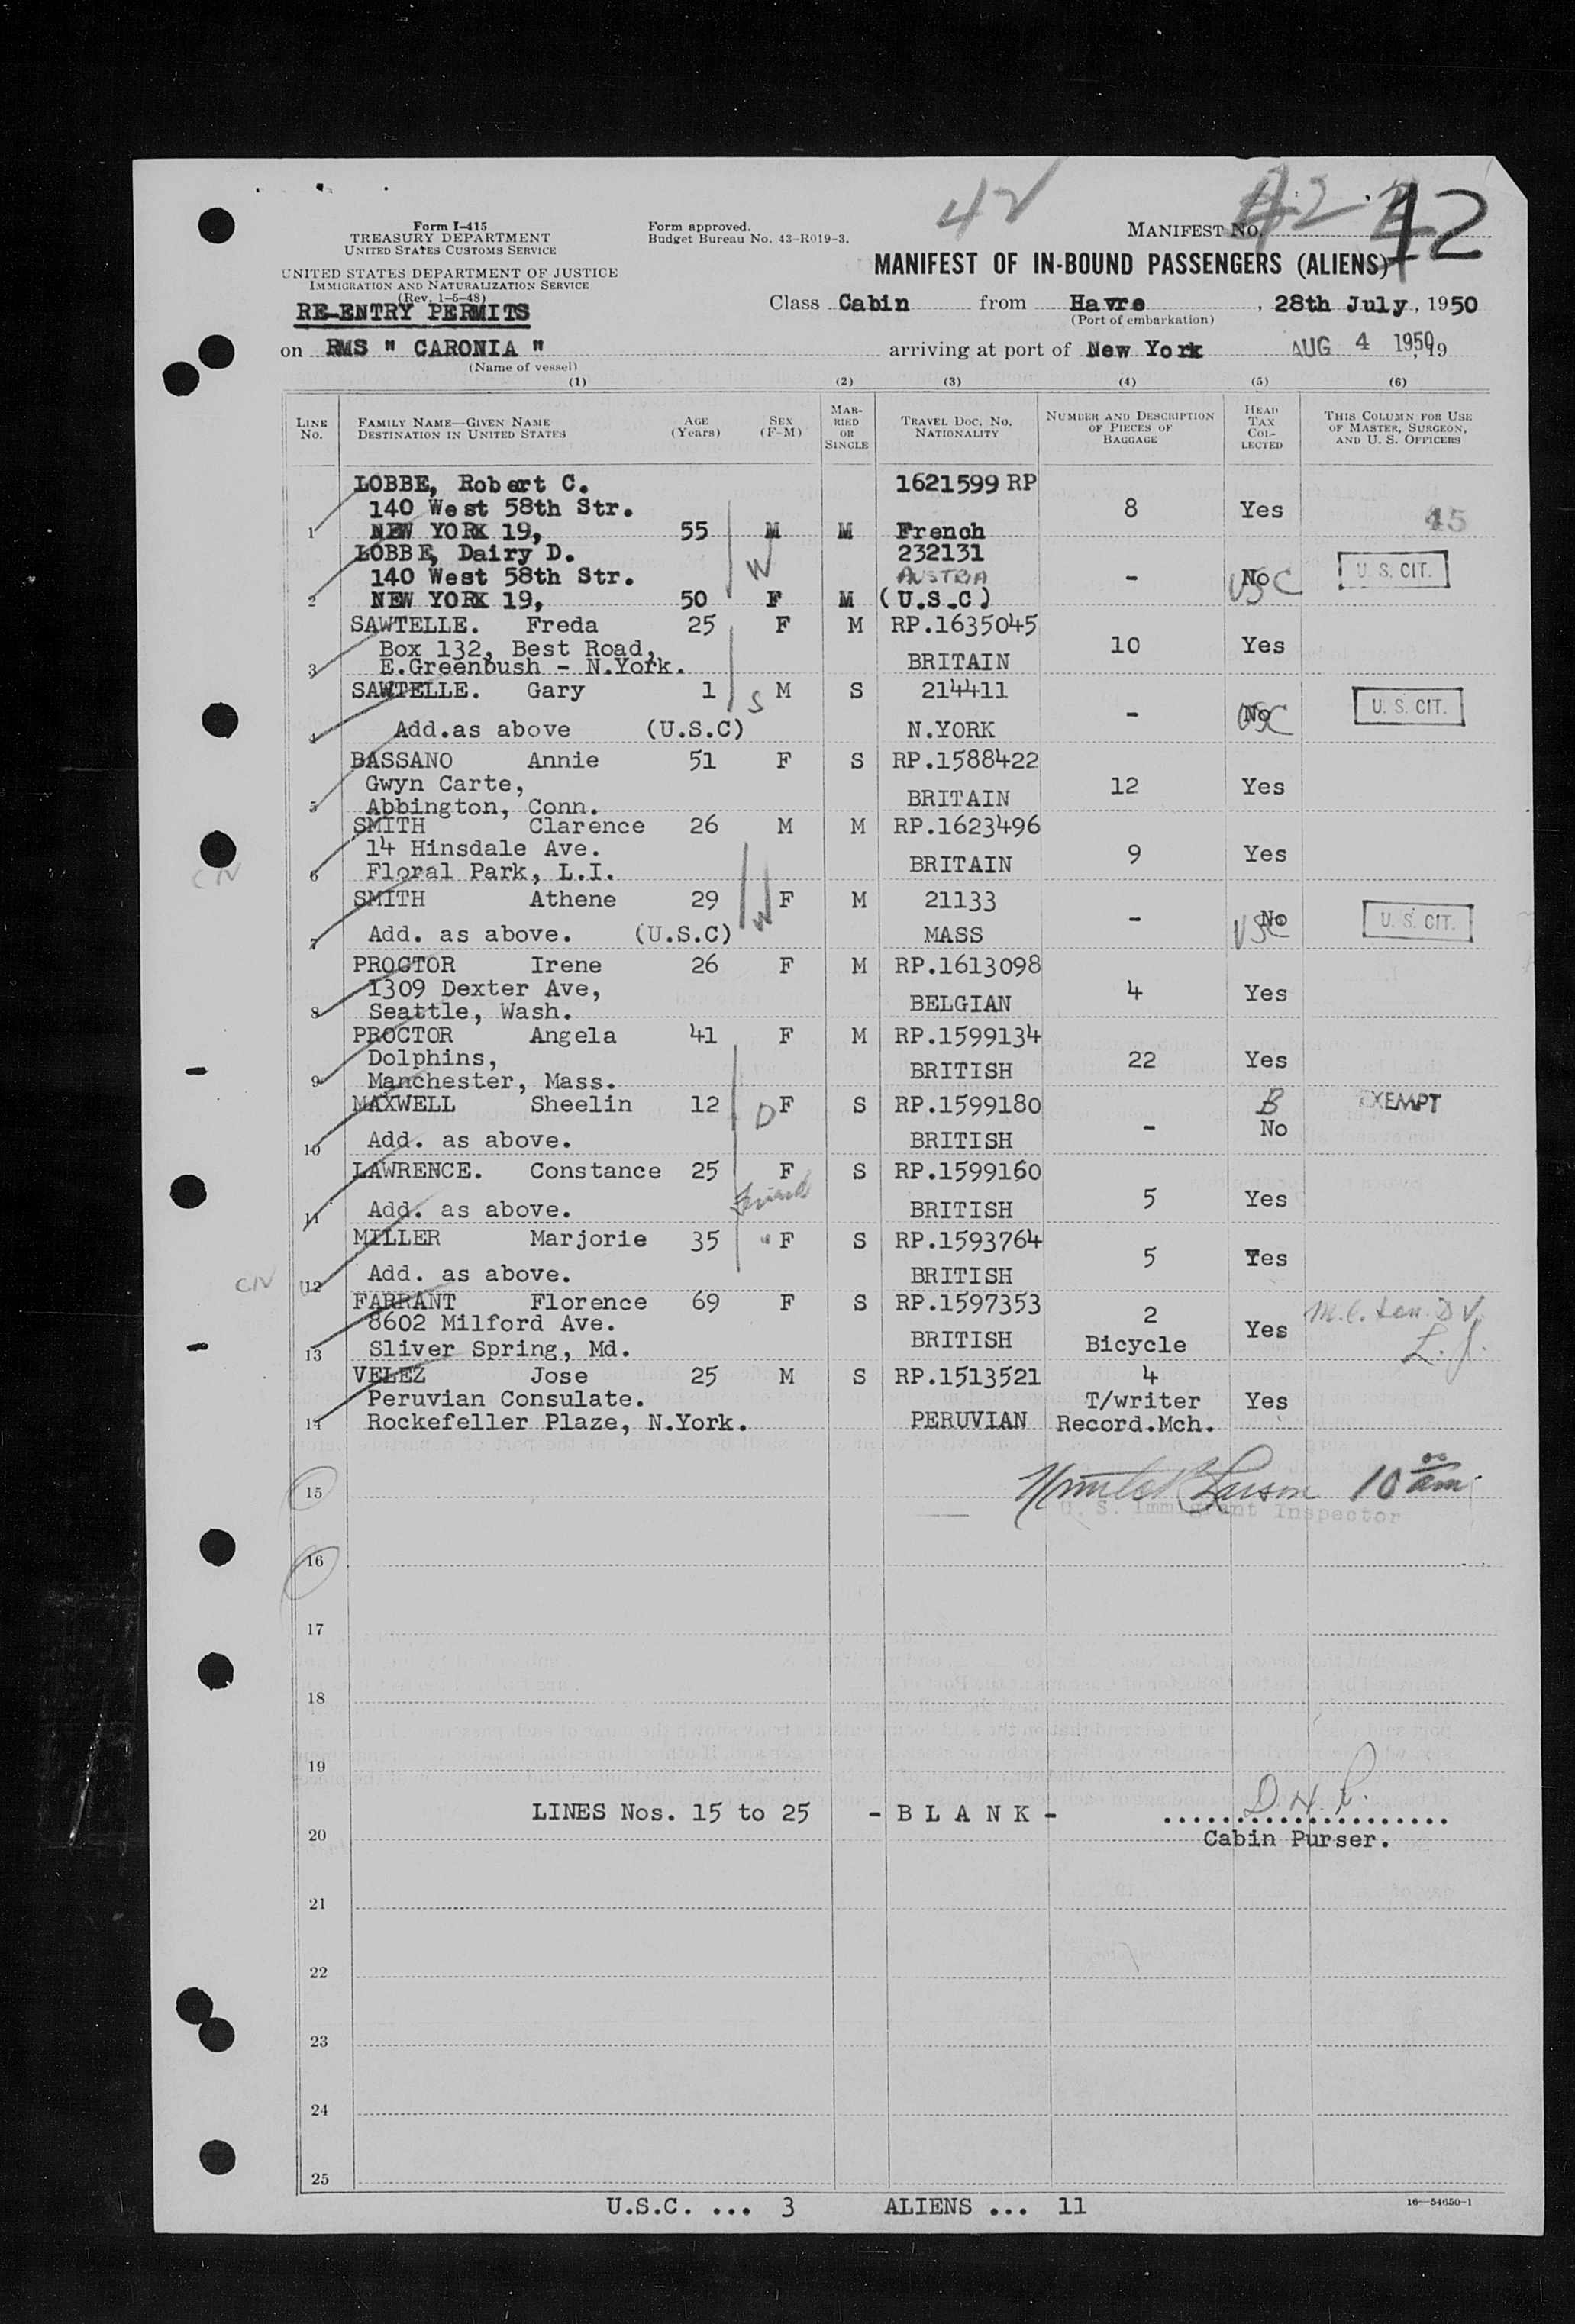 42
Form I-415
TREASURY DEPARTMENT
UNITED STATES CUSTOMS SERVICE
UNITED STATES DEPARTMENT OF JUSTICE
IMMIGRATION AND NATURALIZATION SERVICE
(Rev. 1-5-48)
RE-ENTRY PERMITS
Form approved.
Budget Bureau No. 43-R019-3.
MANIFEST No. 42
MANIFEST OF IN-BOUND PASSENGERS (ALIENS)
Class Cabin from Havre, 28th July, 1950
(Port of embarkation)
on RMS " CARONIA " arriving at port of New York AUG 4 1950, 19
(Name of vessel)
(1) (2) (3) (4) (5) (6)
LINE No. FAMILY NAME—GIVEN NAME DESTINATION IN UNITED STATES AGE (Years) SEX (F-M) MARRIED OR SINGLE TRAVEL DOC. NO. NATIONALITY NUMBER AND DESCRIPTION OF PIECES OF BAGGAGE HEAD TAX COLLECTED THIS COLUMN FOR USE OF MASTER, SURGEON, AND U. S. OFFICERS
LOBBE, Robert C. 1621599 RP
140 West 58th Str. 8 Yes 45
1 NEW YORK 19, 55 M M French
LOBBE, Dairy D. 232131
140 West 58th Str. W AUSTRIA - No USC U. S. CIT.
2 NEW YORK 19, 50 F M (U.S.C)
SAWTELLE. Freda 25 F M RP.1635045
Box 132, Best Road, 10 Yes
3 E.Greenbush - N.York. BRITAIN
SAWTELLE. Gary 1 S M S 214411
4 Add.as above (U.S.C) N.YORK - No USC U. S. CIT.
BASSANO Annie 51 F S RP.1588422
Gwyn Carte, 12 Yes
5 Abbington, Conn. BRITAIN
SMITH Clarence 26 M M RP.1623496
14 Hinsdale Ave. 9 Yes
CIV 6 Floral Park, L.I. BRITAIN
SMITH Athene 29 W F M 21133
7 Add. as above. (U.S.C) MASS - No USC U. S. CIT.
PROCTOR Irene 26 F M RP.1613098
1309 Dexter Ave, 4 Yes
8 Seattle, Wash. BELGIAN
PROCTOR Angela 41 F M RP.1599134
Dolphins, 22 Yes
9 Manchester, Mass. BRITISH
MAXWELL Sheelin 12 D F S RP.1599180 B EXEMPT
10 Add. as above. BRITISH - No
LAWRENCE. Constance 25 F S RP.1599160
11 Add. as above. Friend BRITISH 5 Yes
MILLER Marjorie 35 " F S RP.1593764
CIV 12 Add. as above. BRITISH 5 Yes
FARRANT Florence 69 F S RP.1597353
8602 Milford Ave. 2 Yes
13 Sliver Spring, Md. BRITISH Bicycle
VELEZ Jose 25 M S RP.1513521 4
Peruvian Consulate. T/writer Yes
14 Rockefeller Plaze, N.York. PERUVIAN Record.Mch.
15 10 00 am
U. S. Immigrant Inspector
16
17
18
19
LINES Nos. 15 to 25 - B L A N K -
20 Cabin Purser.
21
22
23
24
25
U.S.C. ... 3 ALIENS ... 11
16—54650-1